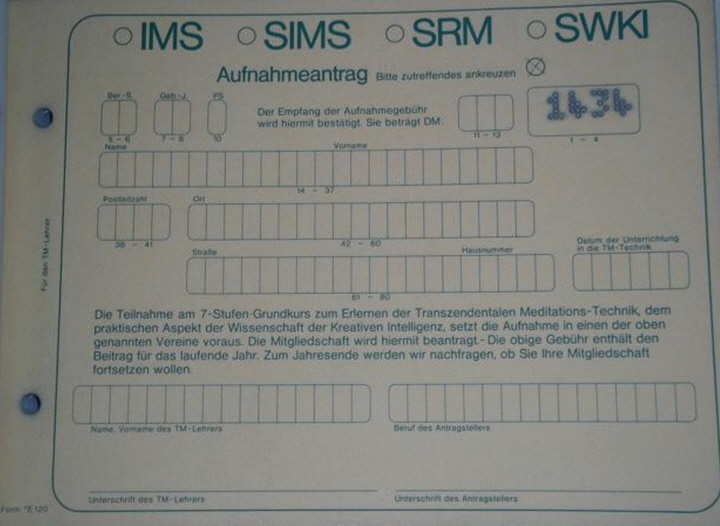 IMS SIMS SRM SWKI
Aufnahmeantrag Bitte zutreffendes ankreuzen
Ber.-S. Geb.-J. PS
Der Empfang der Aufnahmegebühr
wird hiermit bestätigt. Sie beträgt DM:
1434
5 - 6 7 - 8 10 11 - 13 1 - 4
Name Vorname
14 - 37
Postleitzahl Ort
38 - 41 42 - 60
Datum der Unterrichtung
in die TM-Technik
Straße Hausnummer
61 - 80
Für den TM-Lehrer
Die Teilnahme am 7-Stufen-Grundkurs zum Erlernen der Transzendentalen Meditations-Technik, dem
praktischen Aspekt der Wissenschaft der Kreativen Intelligenz, setzt die Aufnahme in einen der oben
genannten Vereine voraus. Die Mitgliedschaft wird hiermit beantragt.- Die obige Gebühr enthält den
Beitrag für das laufende Jahr. Zum Jahresende werden wir nachfragen, ob Sie Ihre Mitgliedschaft
fortsetzen wollen.
Name, Vorname des TM-Lehrers Beruf des Antragstellers
Unterschrift des TM-Lehrers Unterschrift des Antragstellers
Form. *E 120